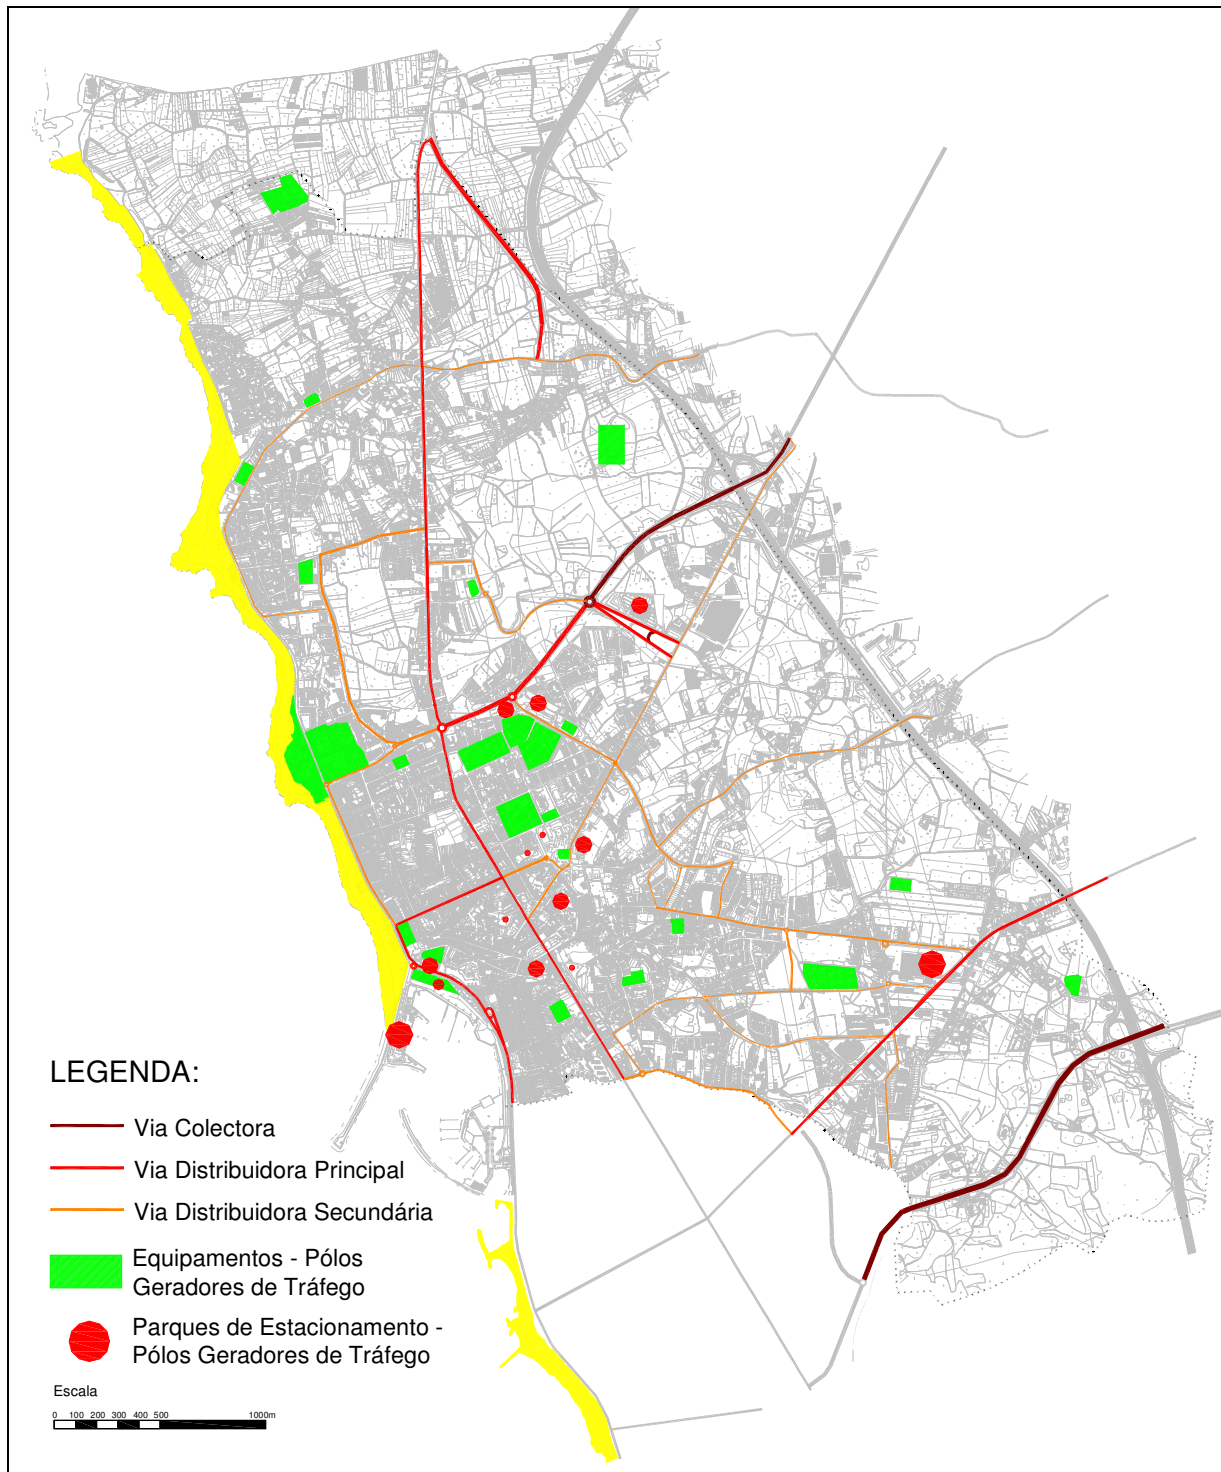 LEGENDA:
Via Colectora
Via Distribuidora Principal
Via Distribuidora Secundária
Equipamentos - Pólos
Geradores de Tráfego
Parques de Estacionamento -
Pólos Geradores de Tráfego
Escala
0 100 200 300 400 500 1000m